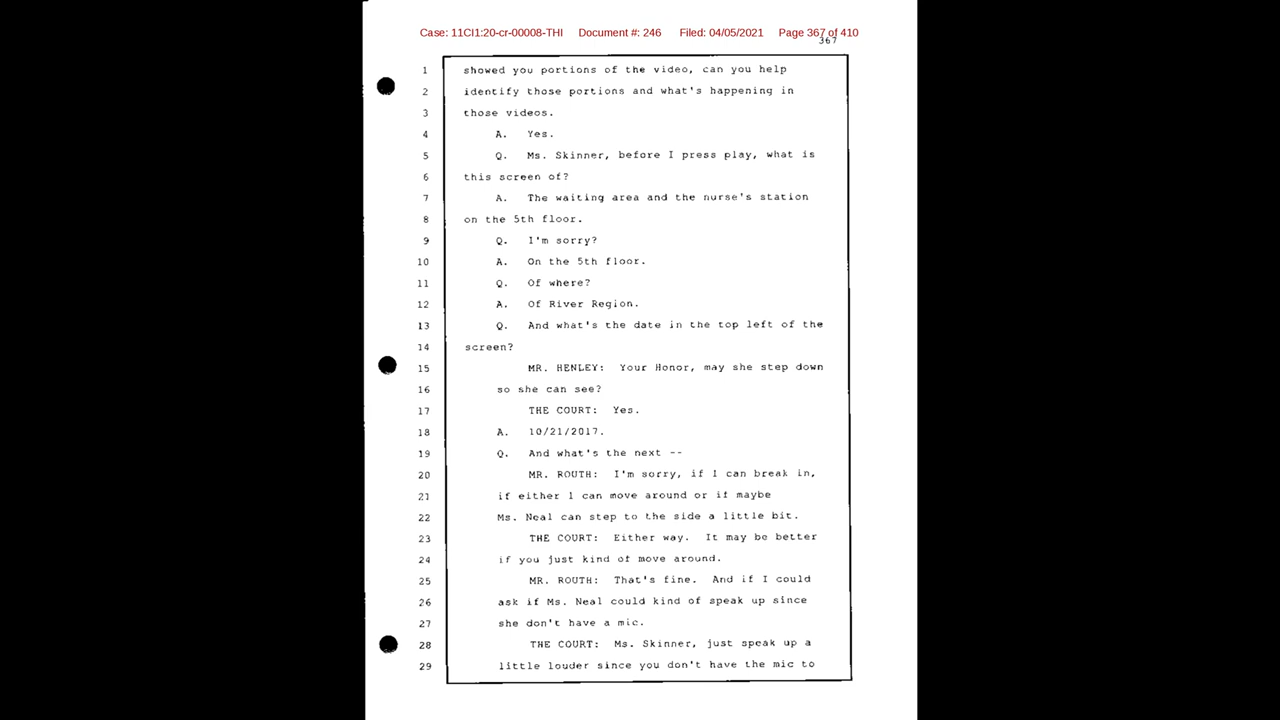 Case: 11CI1:20-cr-00008-THI Document #: 246 Filed: 04/05/2021 Page 367 of 410
367
1 showed you portions of the video, can you help
2 identify those portions and what's happening in
3 those videos.
4 A. Yes.
5 Q. Ms. Skinner, before I press play, what is
6 this screen of?
7 A. The waiting area and the nurse's station
8 on the 5th floor.
9 Q. I'm sorry?
10 A. On the 5th floor.
11 Q. Of where?
12 A. Of River Region.
13 Q. And what's the date in the top left of the
14 screen?
15 MR. HENLEY: Your Honor, may she step down
16 so she can see?
17 THE COURT: Yes.
18 A. 10/21/2017.
19 Q. And what's the next --
20 MR. ROUTH: I'm sorry, if I can break in,
21 if either I can move around or if maybe
22 Ms. Neal can step to the side a little bit.
23 THE COURT: Either way. It may be better
24 if you just kind of move around.
25 MR. ROUTH: That's fine. And if I could
26 ask if Ms. Neal could kind of speak up since
27 she don't have a mic.
28 THE COURT: Ms. Skinner, just speak up a
29 little louder since you don't have the mic to